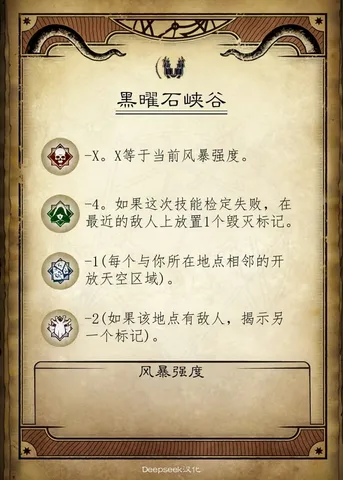 黑曜石峡谷
-X。X等于当前风暴强度。
-4。如果这次技能检定失败，在
最近的敌人上放置1个毁灭标记。
-1(每个与你所在地点相邻的开
放天空区域)。
-2(如果该地点有敌人，揭示另
一个标记)。
风暴强度
Deepseek汉化